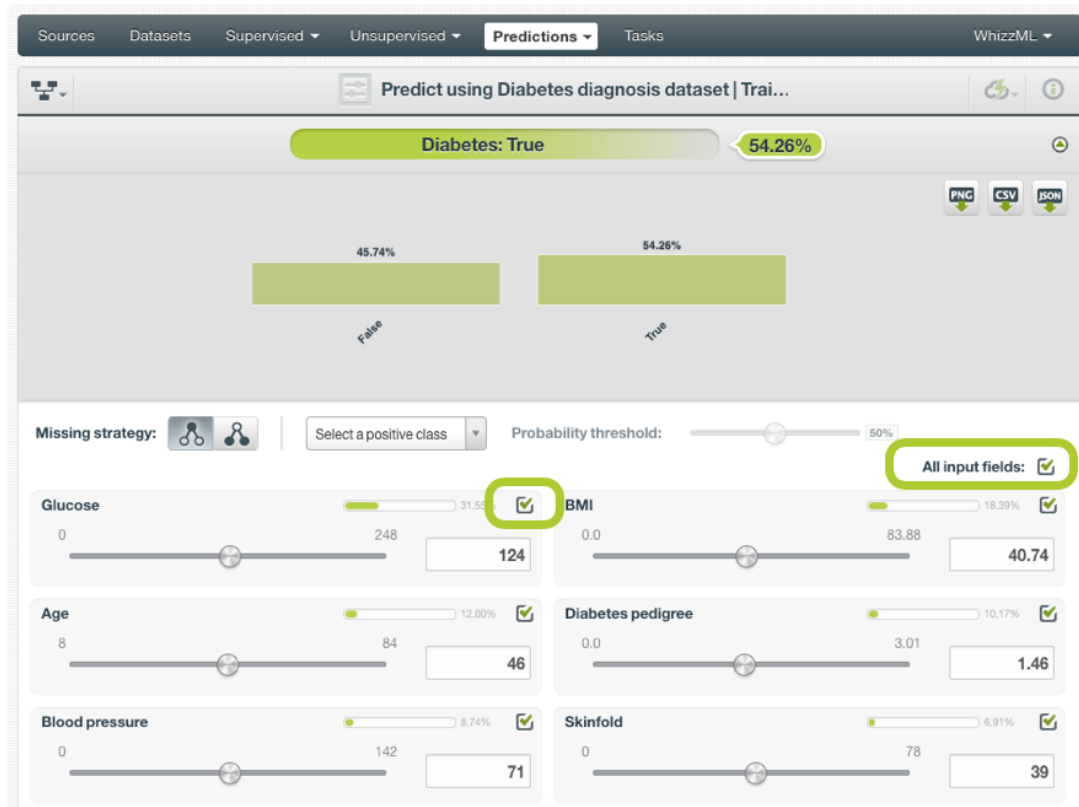 Sources Datasets Supervised Unsupervised Predictions Tasks WhizzML
Predict using Diabetes diagnosis dataset | Trai...
Diabetes: True 54.26%
PNG CSV JSON
45.74% 54.26%
False True
Missing strategy: Select a positive class Probability threshold: 50%
All input fields:
Glucose 31.55% BMI 18.39%
0 248 0.0 83.88
124 40.74
Age 12.00% Diabetes pedigree 10.17%
8 84 0.0 3.01
46 1.46
Blood pressure 8.74% Skinfold 6.91%
0 142 0 78
71 39